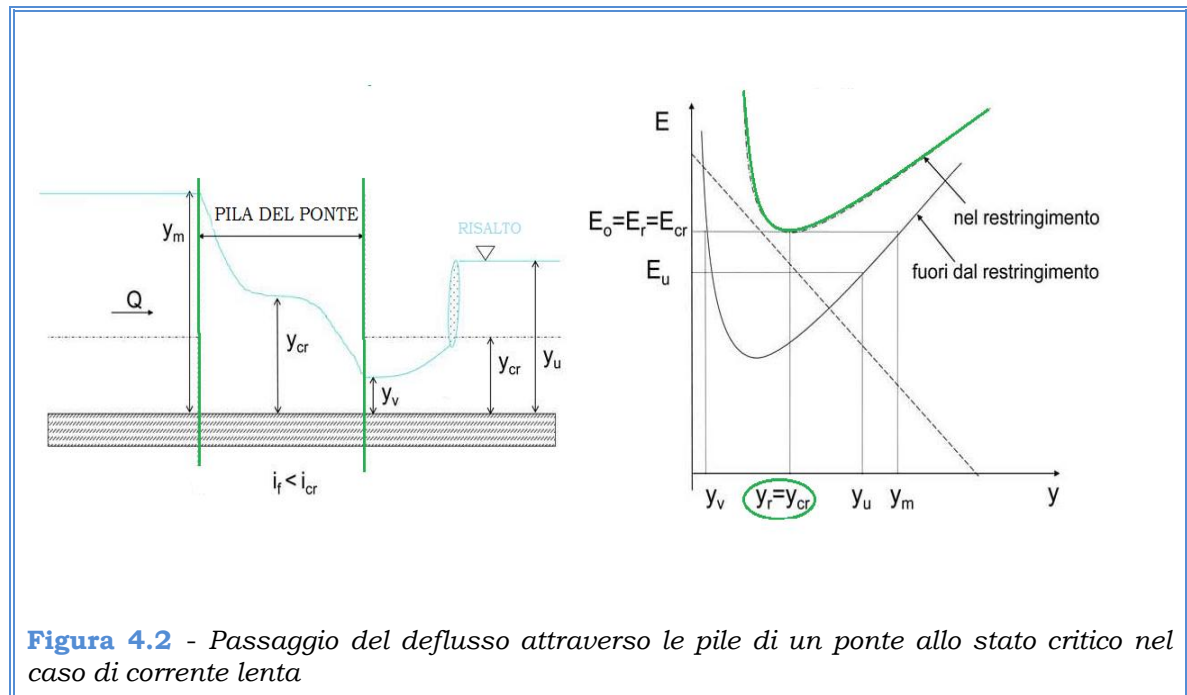 PILA DEL PONTE
y_m
RISALTO
Q
y_cr
y_v
y_cr
y_u
i_f < i_cr
E
E_o=E_r=E_cr
E_u
nel restringimento
fuori dal restringimento
y_v
y_r=y_cr
y_u
y_m
y
Figura 4.2 - Passaggio del deflusso attraverso le pile di un ponte allo stato critico nel
caso di corrente lenta